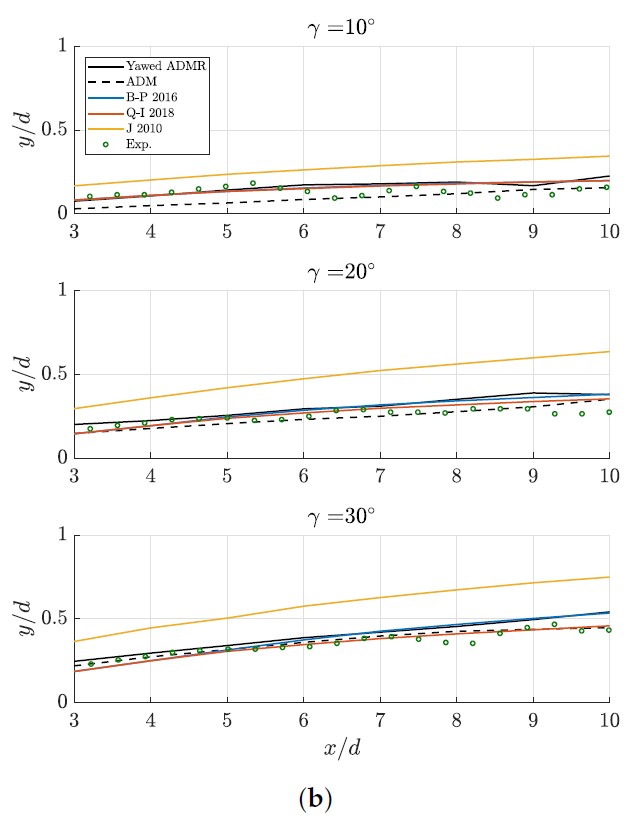 γ =10°
1
0.5
0
y/d
Yawed ADMR
ADM
B-P 2016
Q-I 2018
J 2010
Exp.
3 4 5 6 7 8 9 10
γ =20°
1
0.5
0
y/d
3 4 5 6 7 8 9 10
γ =30°
1
0.5
0
y/d
3 4 5 6 7 8 9 10
x/d
(b)